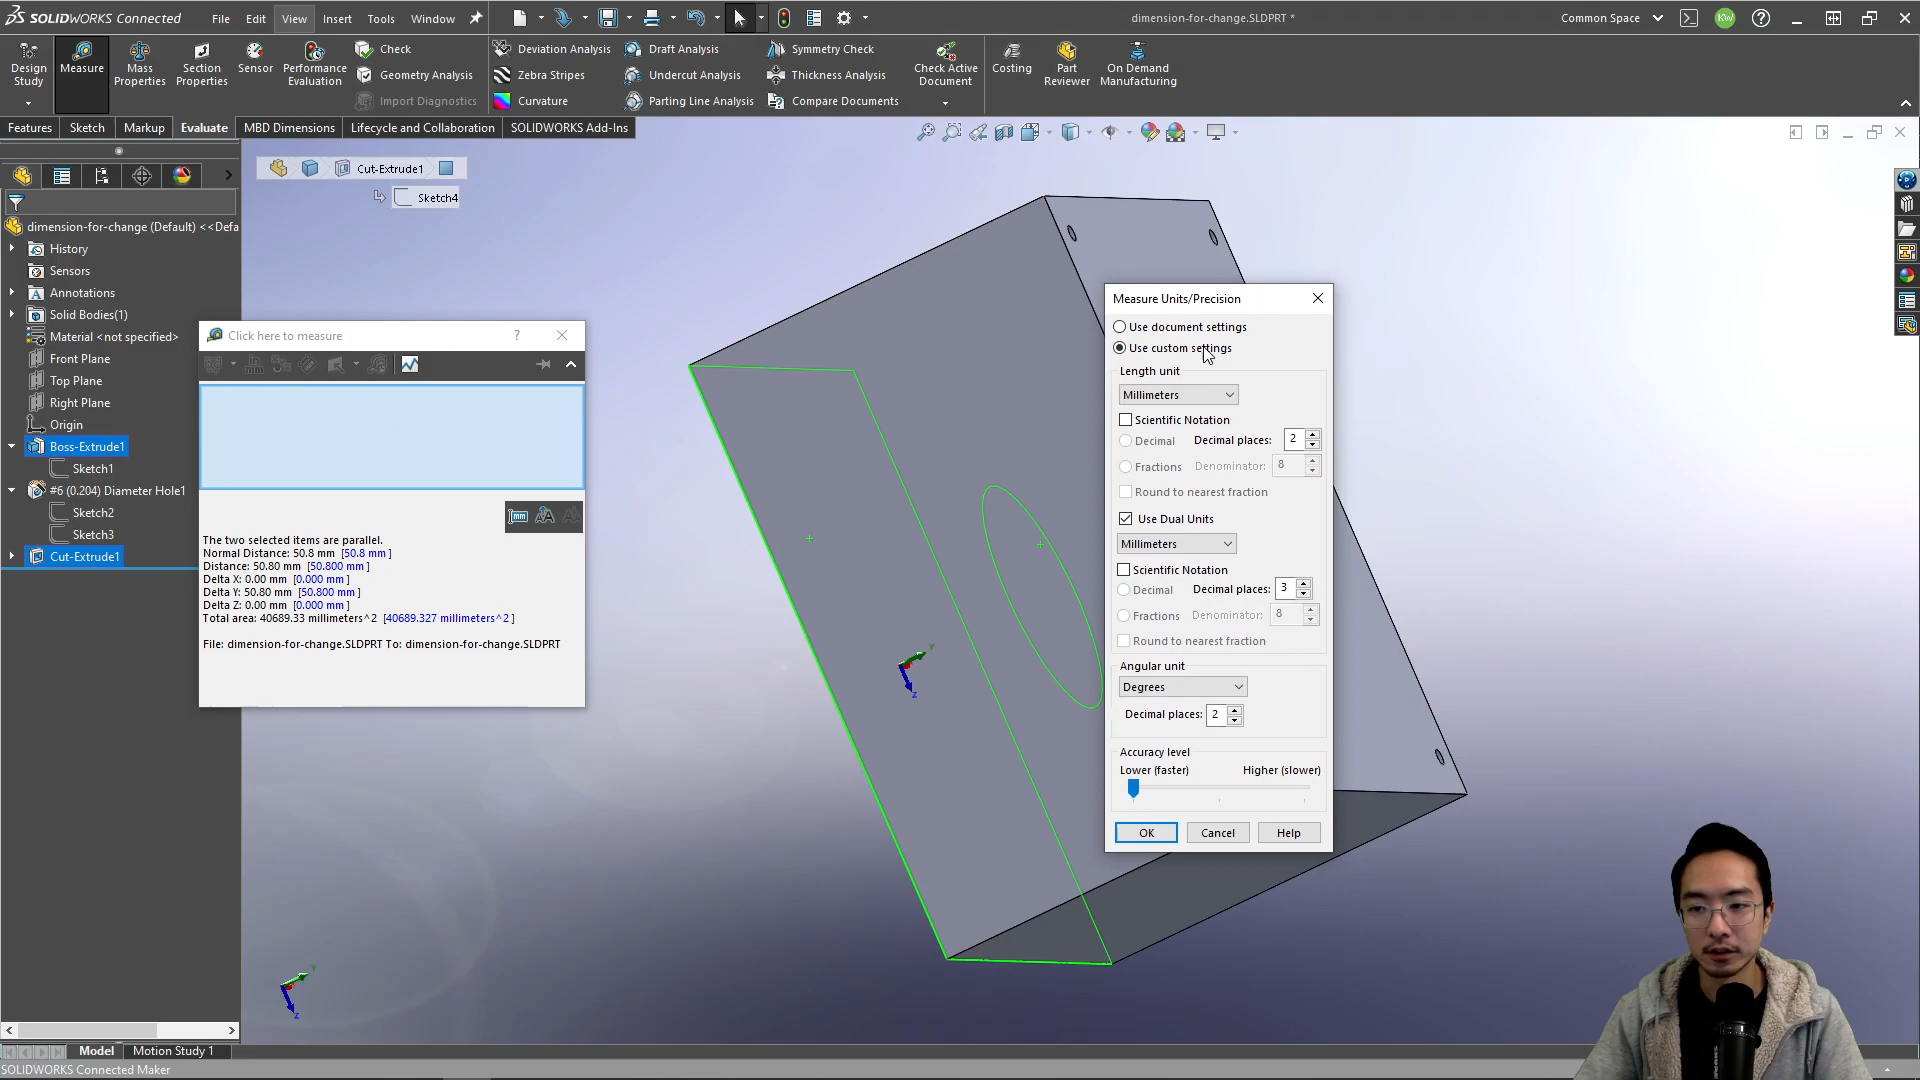 SOLIDWORKS Connected
File
Edit
View
Insert
Tools
Window
dimension-for-change.SLDPRT *
Common Space
KW
Design Study
Measure
Mass Properties
Section Properties
Sensor
Performance Evaluation
Check
Geometry Analysis
Import Diagnostics
Deviation Analysis
Zebra Stripes
Curvature
Draft Analysis
Undercut Analysis
Parting Line Analysis
Symmetry Check
Thickness Analysis
Compare Documents
Check Active Document
Costing
Part Reviewer
On Demand Manufacturing
Features
Sketch
Markup
Evaluate
MBD Dimensions
Lifecycle and Collaboration
SOLIDWORKS Add-Ins
Cut-Extrude1
Sketch4
dimension-for-change (Default) <<Defa
History
Sensors
Annotations
Solid Bodies(1)
Material <not specified>
Front Plane
Top Plane
Right Plane
Origin
Boss-Extrude1
Sketch1
#6 (0.204) Diameter Hole1
Sketch2
Sketch3
Cut-Extrude1
Click here to measure
?
mm
The two selected items are parallel.
Normal Distance: 50.8 mm [50.8 mm ]
Distance: 50.80 mm [50.800 mm ]
Delta X: 0.00 mm [0.000 mm ]
Delta Y: 50.80 mm [50.800 mm ]
Delta Z: 0.00 mm [0.000 mm ]
Total area: 40689.33 millimeters^2 [40689.327 millimeters^2 ]
File: dimension-for-change.SLDPRT To: dimension-for-change.SLDPRT
Y
Z
Y
Z
Measure Units/Precision
Use document settings
Use custom settings
Length unit
Millimeters
Scientific Notation
Decimal Decimal places: 2
Fractions Denominator: 8
Round to nearest fraction
Use Dual Units
Millimeters
Scientific Notation
Decimal Decimal places: 3
Fractions Denominator: 8
Round to nearest fraction
Angular unit
Degrees
Decimal places: 2
Accuracy level
Lower (faster) Higher (slower)
OK
Cancel
Help
Model
Motion Study 1
SOLIDWORKS Connected Maker